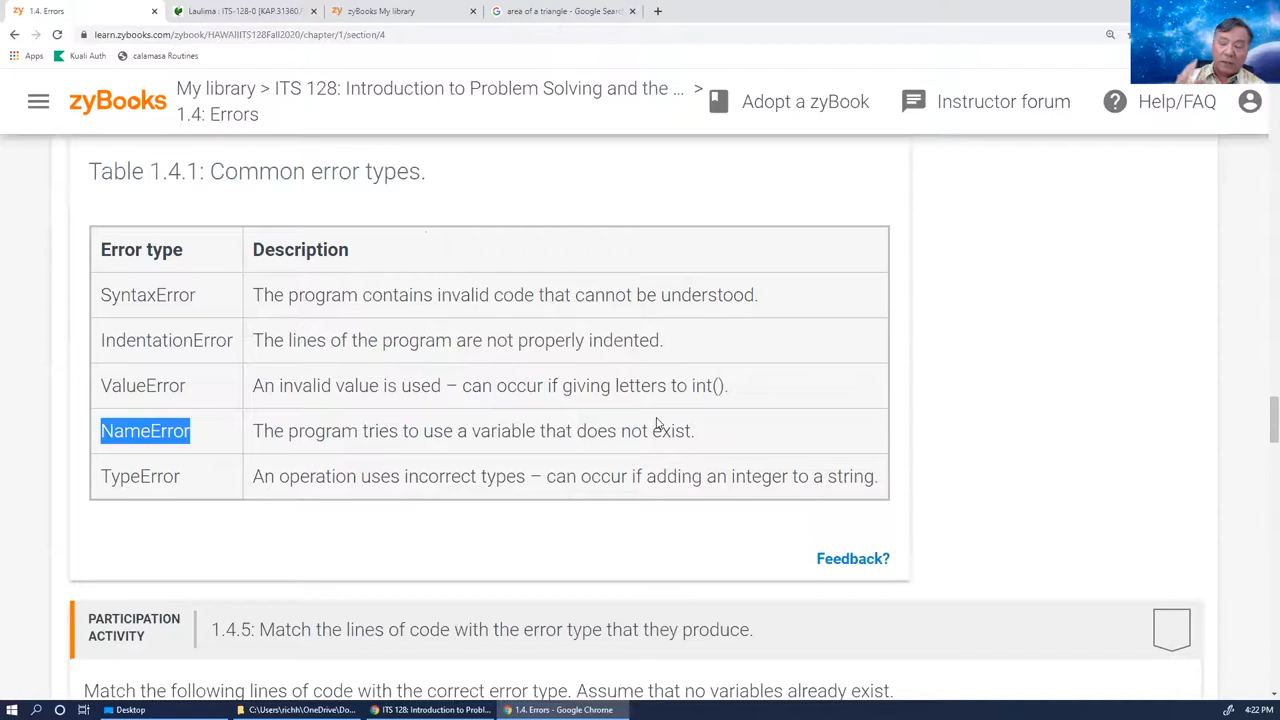 zy 1.4. Errors
Laulima : ITS-128-0 [KAP.31360.F
zy zyBooks My library
G area of a triangle - Google Sear
learn.zybooks.com/zybook/HAWAIIITS128Fall2020/chapter/1/section/4
Apps Kuali Auth calamasa Routines
zyBooks
My library > ITS 128: Introduction to Problem Solving and the ... >
1.4: Errors
Adopt a zyBook
Instructor forum
Help/FAQ
Table 1.4.1: Common error types.
Error type Description
SyntaxError The program contains invalid code that cannot be understood.
IndentationError The lines of the program are not properly indented.
ValueError An invalid value is used – can occur if giving letters to int().
NameError The program tries to use a variable that does not exist.
TypeError An operation uses incorrect types – can occur if adding an integer to a string.
Feedback?
PARTICIPATION
ACTIVITY
1.4.5: Match the lines of code with the error type that they produce.
Match the following lines of code with the correct error type. Assume that no variables already exist.
Desktop
C:\Users\richh\OneDrive\Do...
ITS 128: Introduction to Probl...
1.4. Errors - Google Chrome
4:22 PM